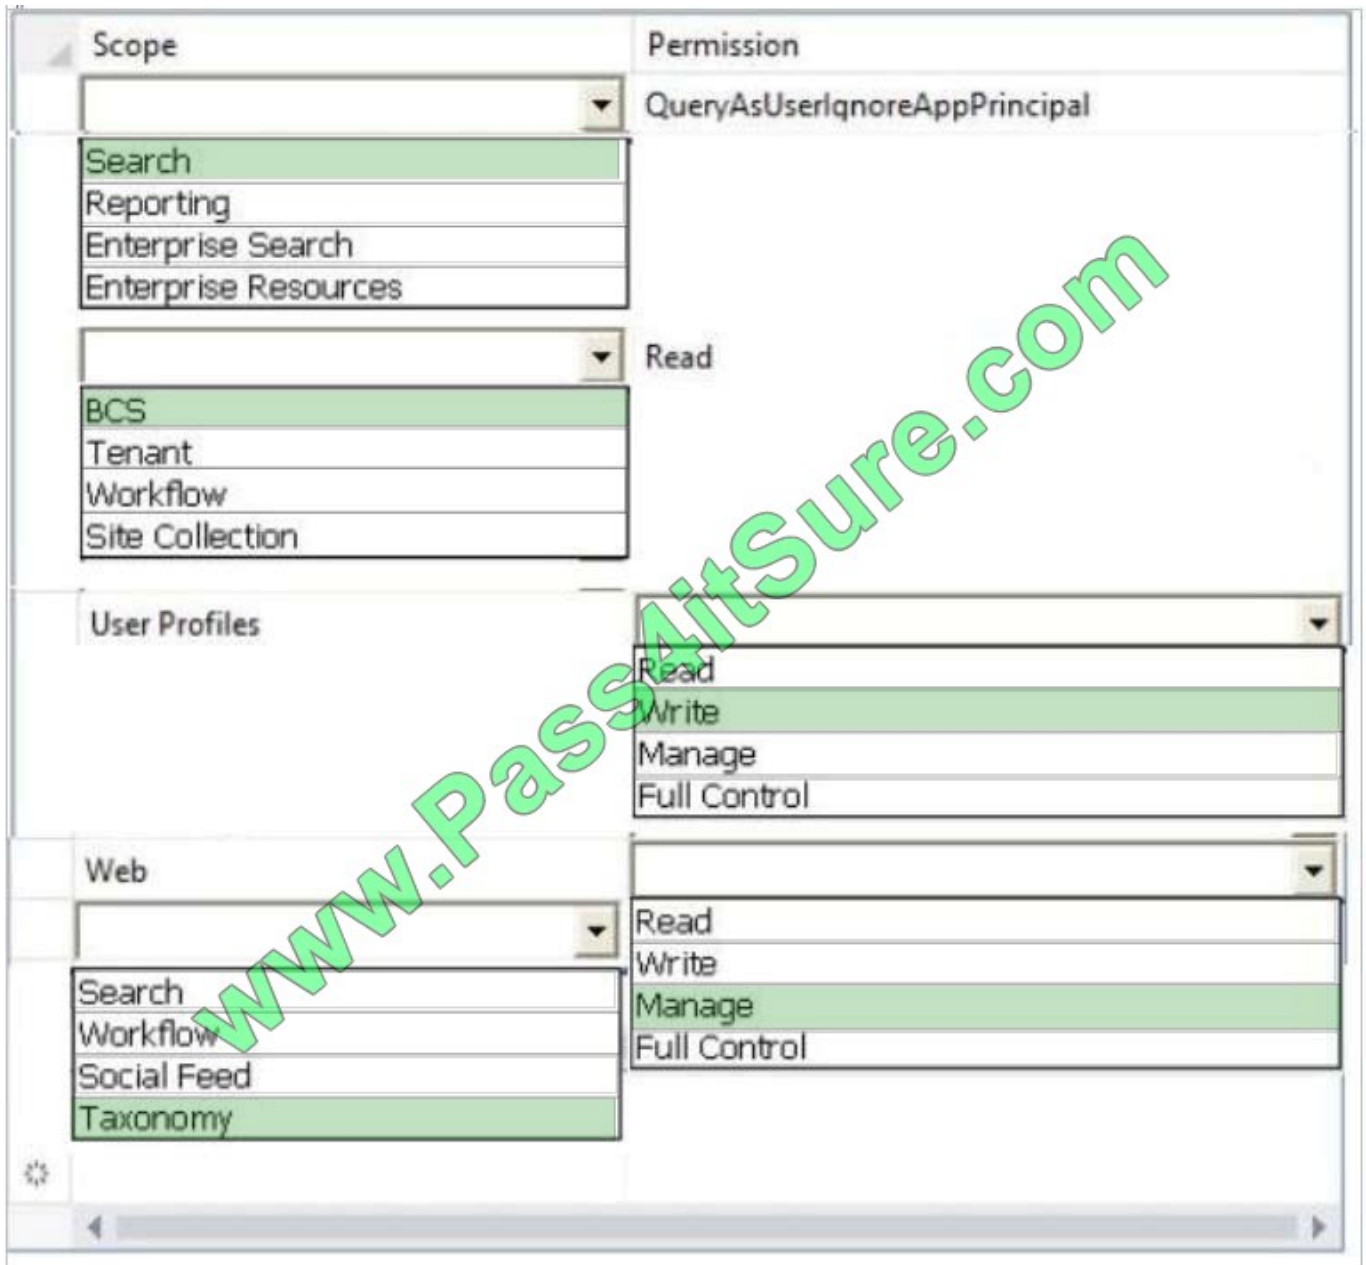 Scope Permission
QueryAsUserIqnoreAppPrincipal
Search
Reporting
Enterprise Search
Enterprise Resources
Read
BCS
Tenant
Workflow
Site Collection
User Profiles
Read
Write
Manage
Full Control
Web
Read
Write
Manage
Full Control
Search
Workflow
Social Feed
Taxonomy
www.Pass4itSure.com